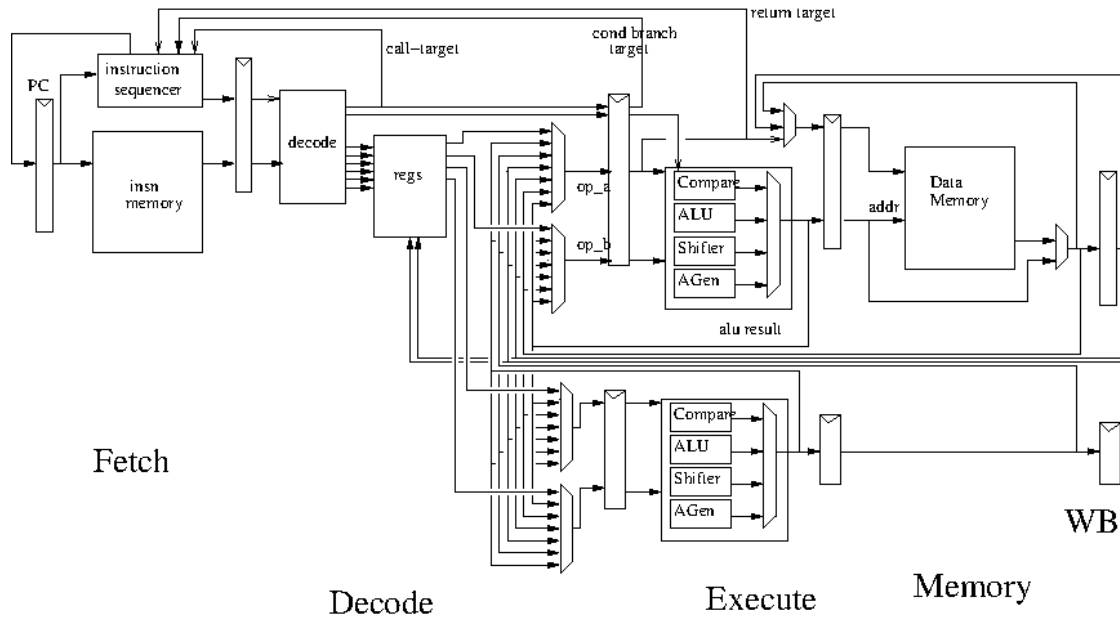 return target
cond branch
target
call-target
PC
instruction
sequencer
insn
memory
decode
regs
op_a
op_b
Compare
ALU
Shifter
AGen
alu result
addr
Data
Memory
Compare
ALU
Shifter
AGen
Fetch
Decode
Execute
Memory
WB